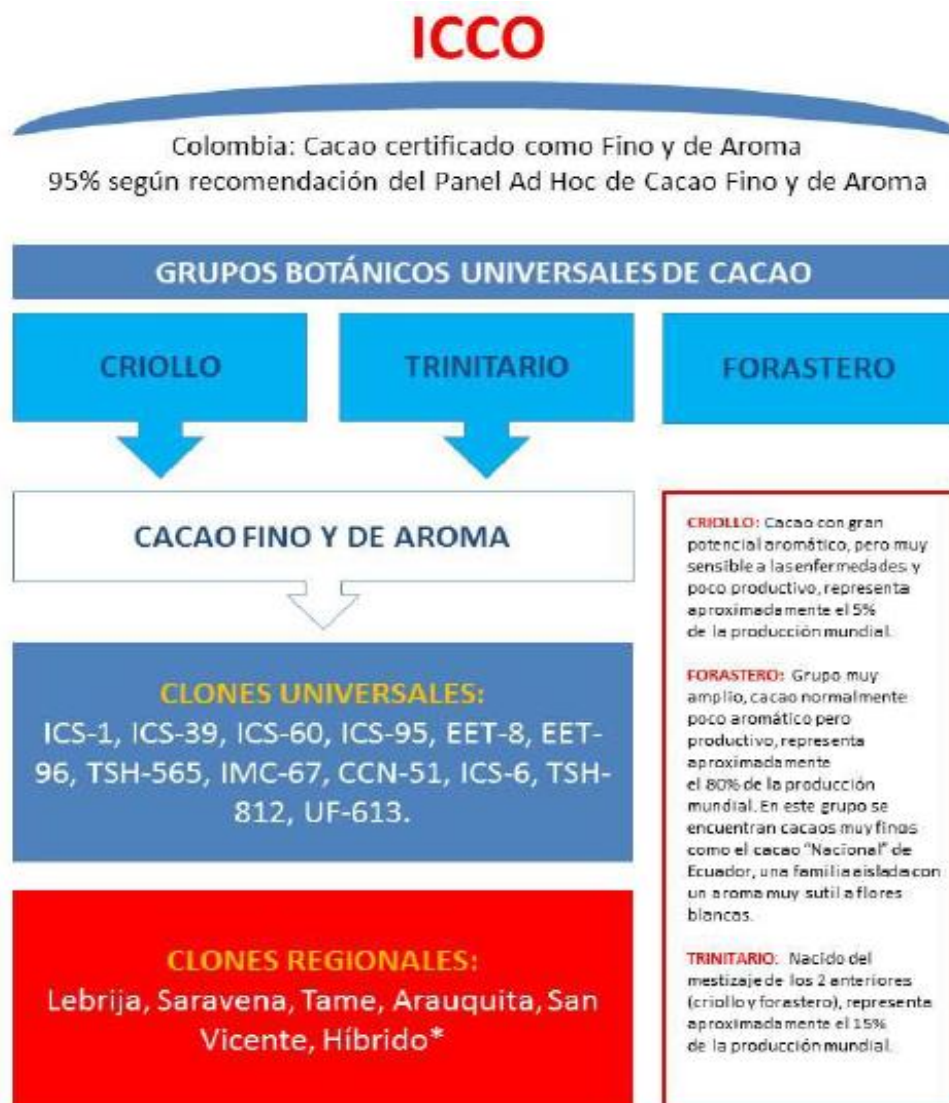 ICCO
Colombia: Cacao certificado como Fino y de Aroma
95% según recomendación del Panel Ad Hoc de Cacao Fino y de Aroma
GRUPOS BOTÁNICOS UNIVERSALES DE CACAO
CRIOLLO
TRINITARIO
FORASTERO
CACAO FINO Y DE AROMA
CLONES UNIVERSALES:
ICS-1, ICS-39, ICS-60, ICS-95, EET-8, EET-
96, TSH-565, IMC-67, CCN-51, ICS-6, TSH-
812, UF-613.
CLONES REGIONALES:
Lebrija, Saravena, Tame, Arauquita, San
Vicente, Híbrido*
CRIOLLO: Cacao con gran
potencial aromático, pero muy
sensible a las enfermedades y
poco productivo, representa
aproximadamente el 5%
de la producción mundial.
FORASTERO: Grupo muy
amplio, cacao normalmente
poco aromático pero
productivo, representa
aproximadamente
el 80% de la producción
mundial. En este grupo se
encuentran cacaos muy finos
como el cacao "Nacional" de
Ecuador, una familia aislada con
un aroma muy sutil a flores
blancas.
TRINITARIO: Nacido del
mestizaje de los 2 anteriores
(criollo y forastero), representa
aproximadamente el 15%
de la producción mundial.